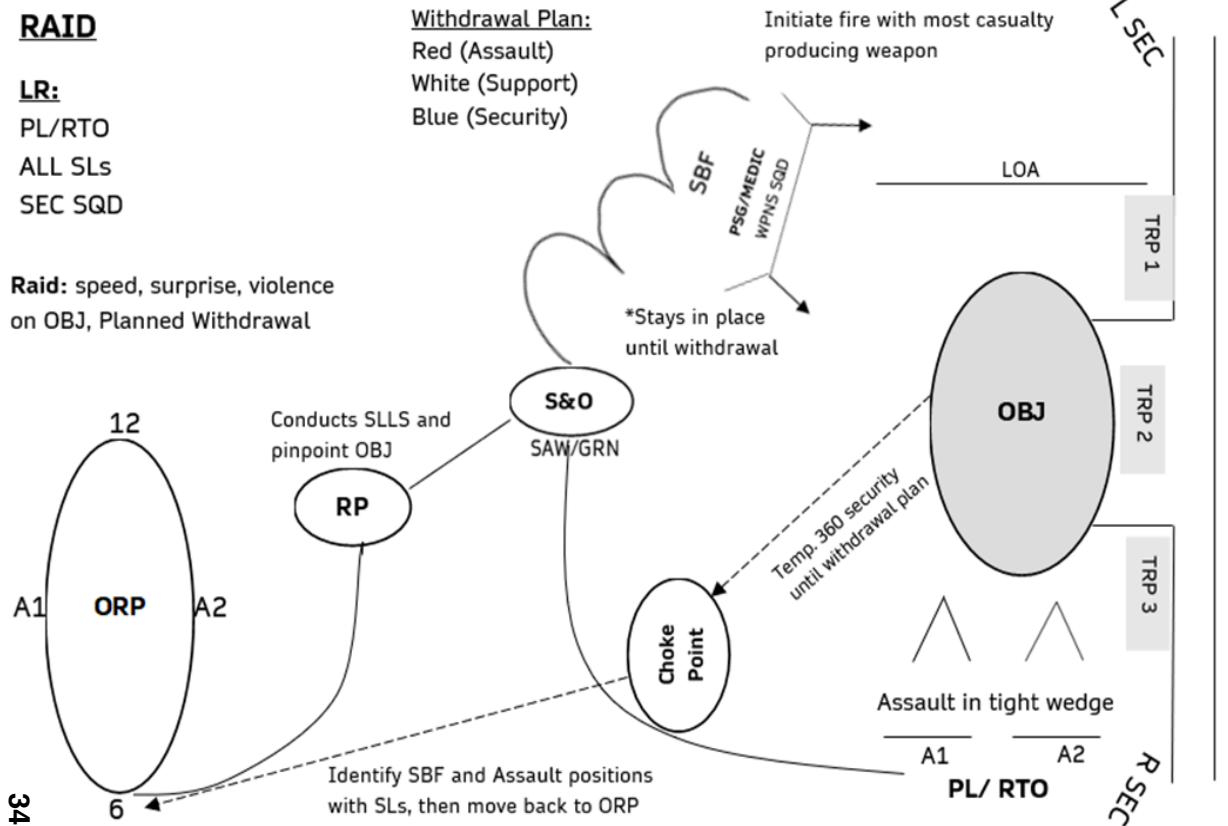 RAID
LR:
PL/RTO
ALL SLs
SEC SQD
Raid: speed, surprise, violence
on OBJ, Planned Withdrawal
Withdrawal Plan:
Red (Assault)
White (Support)
Blue (Security)
Initiate fire with most casualty
producing weapon
L SEC
SBF
PSG/MEDIC
WPNS SQD
LOA
TRP 1
*Stays in place
until withdrawal
S&O
SAW/GRN
OBJ
TRP 2
Conducts SLLS and
pinpoint OBJ
RP
12
A1
ORP
A2
6
Temp. 360 security
until withdrawal plan
Choke
Point
TRP 3
Assault in tight wedge
A1
A2
PL/ RTO
R SEC
Identify SBF and Assault positions
with SLs, then move back to ORP
34